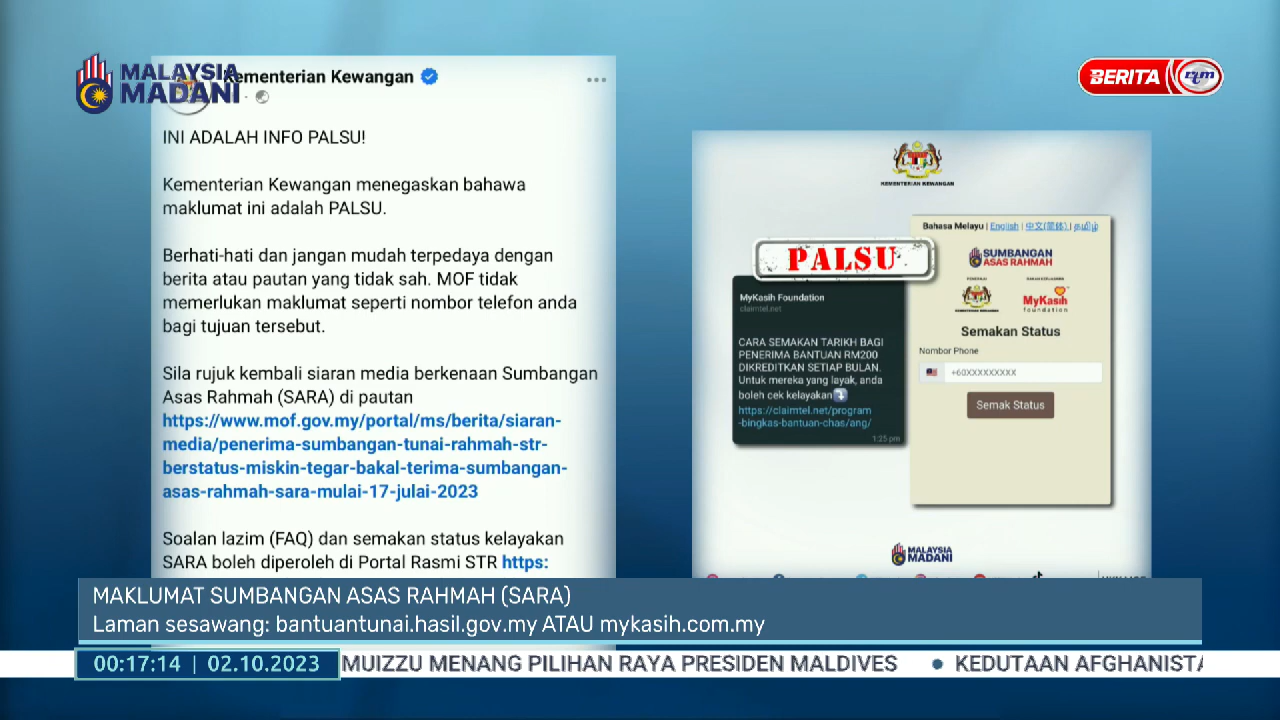 MALAYSIA
MADANI
Kementerian Kewangan
BERITA rtm
INI ADALAH INFO PALSU!
Kementerian Kewangan menegaskan bahawa
maklumat ini adalah PALSU.
Berhati-hati dan jangan mudah terpedaya dengan
berita atau pautan yang tidak sah. MOF tidak
memerlukan maklumat seperti nombor telefon anda
bagi tujuan tersebut.
Sila rujuk kembali siaran media berkenaan Sumbangan
Asas Rahmah (SARA) di pautan
https://www.mof.gov.my/portal/ms/berita/siaran-
media/penerima-sumbangan-tunai-rahmah-str-
berstatus-miskin-tegar-bakal-terima-sumbangan-
asas-rahmah-sara-mulai-17-julai-2023
Soalan lazim (FAQ) dan semakan status kelayakan
SARA boleh diperoleh di Portal Rasmi STR https:
KEMENTERIAN KEWANGAN
PALSU
MyKasih Foundation
claimtel.net
CARA SEMAKAN TARIKH BAGI
PENERIMA BANTUAN RM200
DIKREDITKAN SETIAP BULAN.
Untuk mereka yang layak, anda
boleh cek kelayakan
https://claimtel.net/program
-bingkas-bantuan-chas/ang/
1:25 pm
Bahasa Melayu | English | 中文(简体) | தமிழ்
SUMBANGAN
ASAS RAHMAH
KEMENTERIAN KEWANGAN
MyKasih
foundation
Semakan Status
Nombor Phone
+60XXXXXXXXX
Semak Status
MALAYSIA
MADANI
MAKLUMAT SUMBANGAN ASAS RAHMAH (SARA)
Laman sesawang: bantuantunai.hasil.gov.my ATAU mykasih.com.my
00:17:14 | 02.10.2023 MUIZZU MENANG PILIHAN RAYA PRESIDEN MALDIVES • KEDUTAAN AFGHANISTA